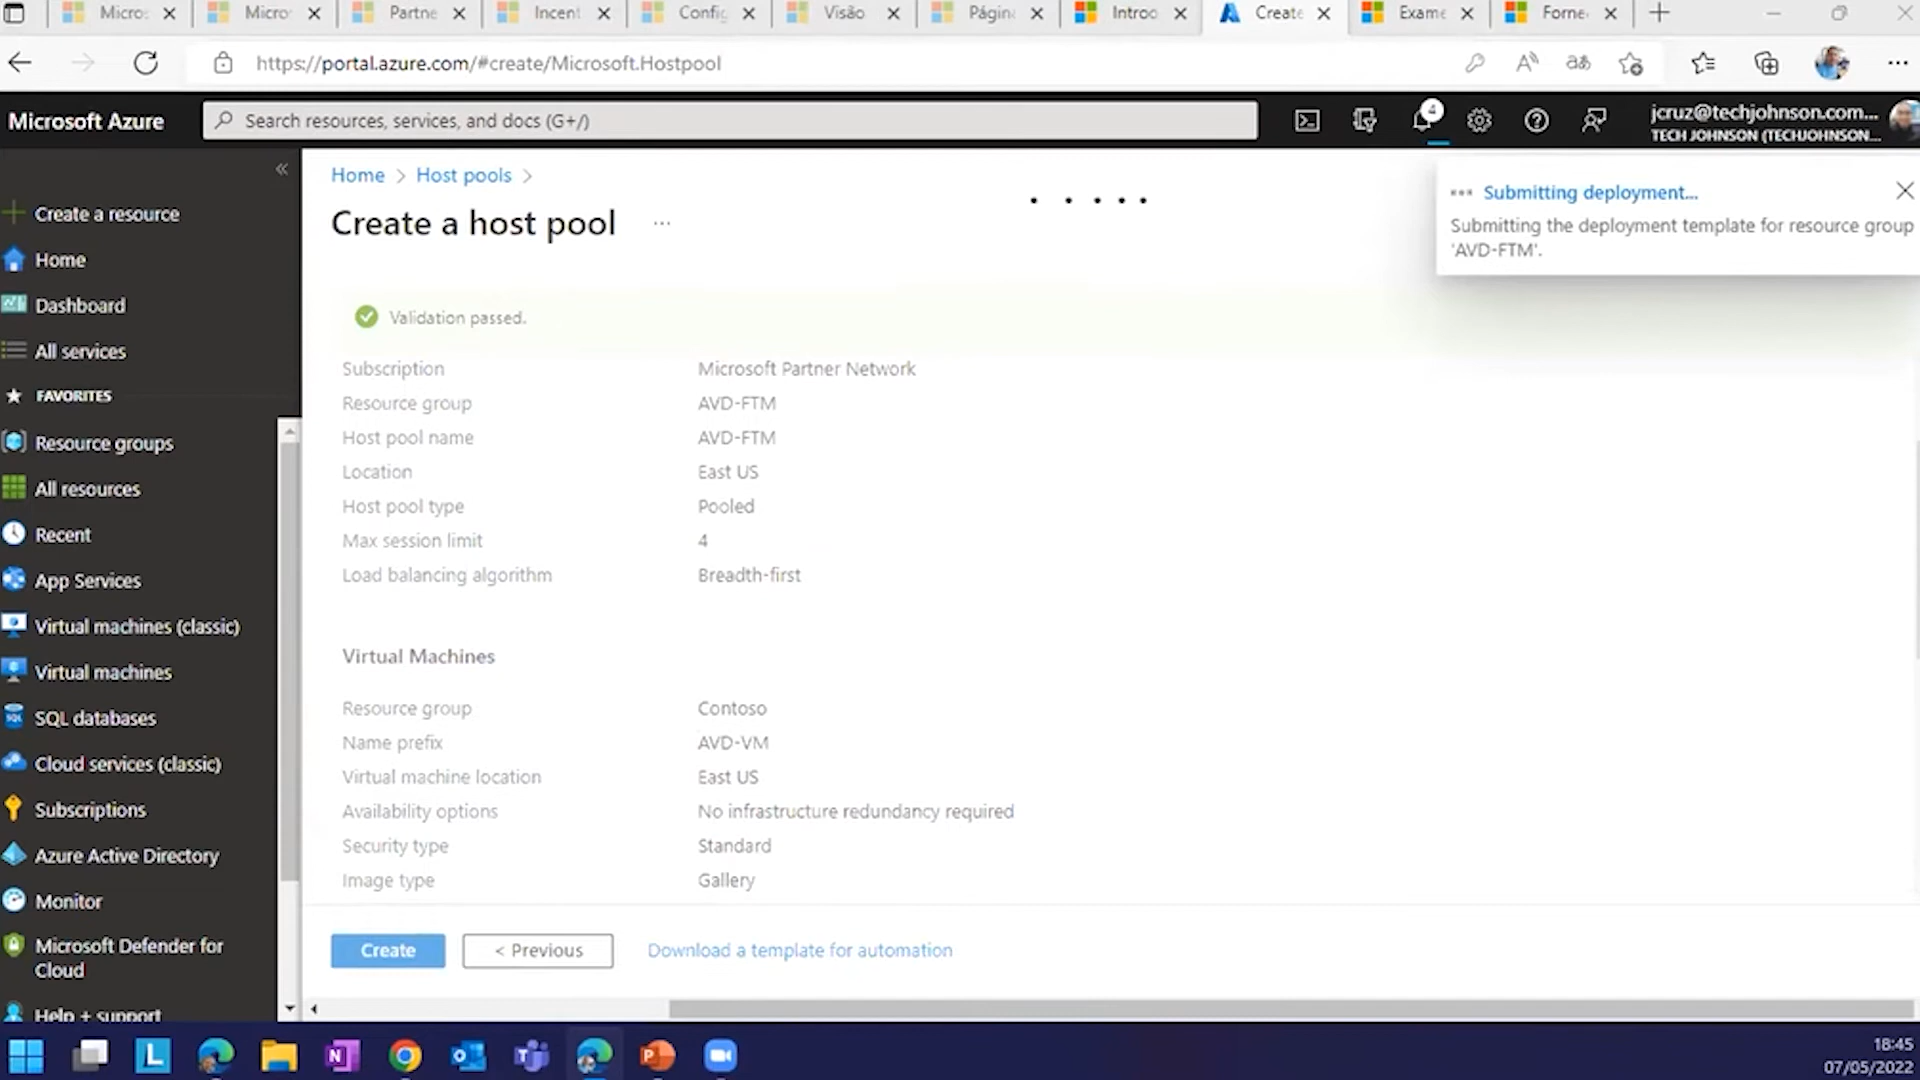 Micro:
Micro
Partne
Incent
Config
Visão
Página
Introd
Create
Exame
Forne
https://portal.azure.com/#create/Microsoft.Hostpool
Microsoft Azure
Search resources, services, and docs (G+/)
4
jcruz@techjohnson.com...
TECH JOHNSON (TECHJOHNSON...
Create a resource
Home
Dashboard
All services
FAVORITES
Resource groups
All resources
Recent
App Services
Virtual machines (classic)
Virtual machines
SQL databases
Cloud services (classic)
Subscriptions
Azure Active Directory
Monitor
Microsoft Defender for
Cloud
Help + support
Home > Host pools >
Create a host pool ...
Submitting deployment...
Submitting the deployment template for resource group
'AVD-FTM'.
Validation passed.
Subscription Microsoft Partner Network
Resource group AVD-FTM
Host pool name AVD-FTM
Location East US
Host pool type Pooled
Max session limit 4
Load balancing algorithm Breadth-first
Virtual Machines
Resource group Contoso
Name prefix AVD-VM
Virtual machine location East US
Availability options No infrastructure redundancy required
Security type Standard
Image type Gallery
Create
< Previous
Download a template for automation
18:45
07/05/2022